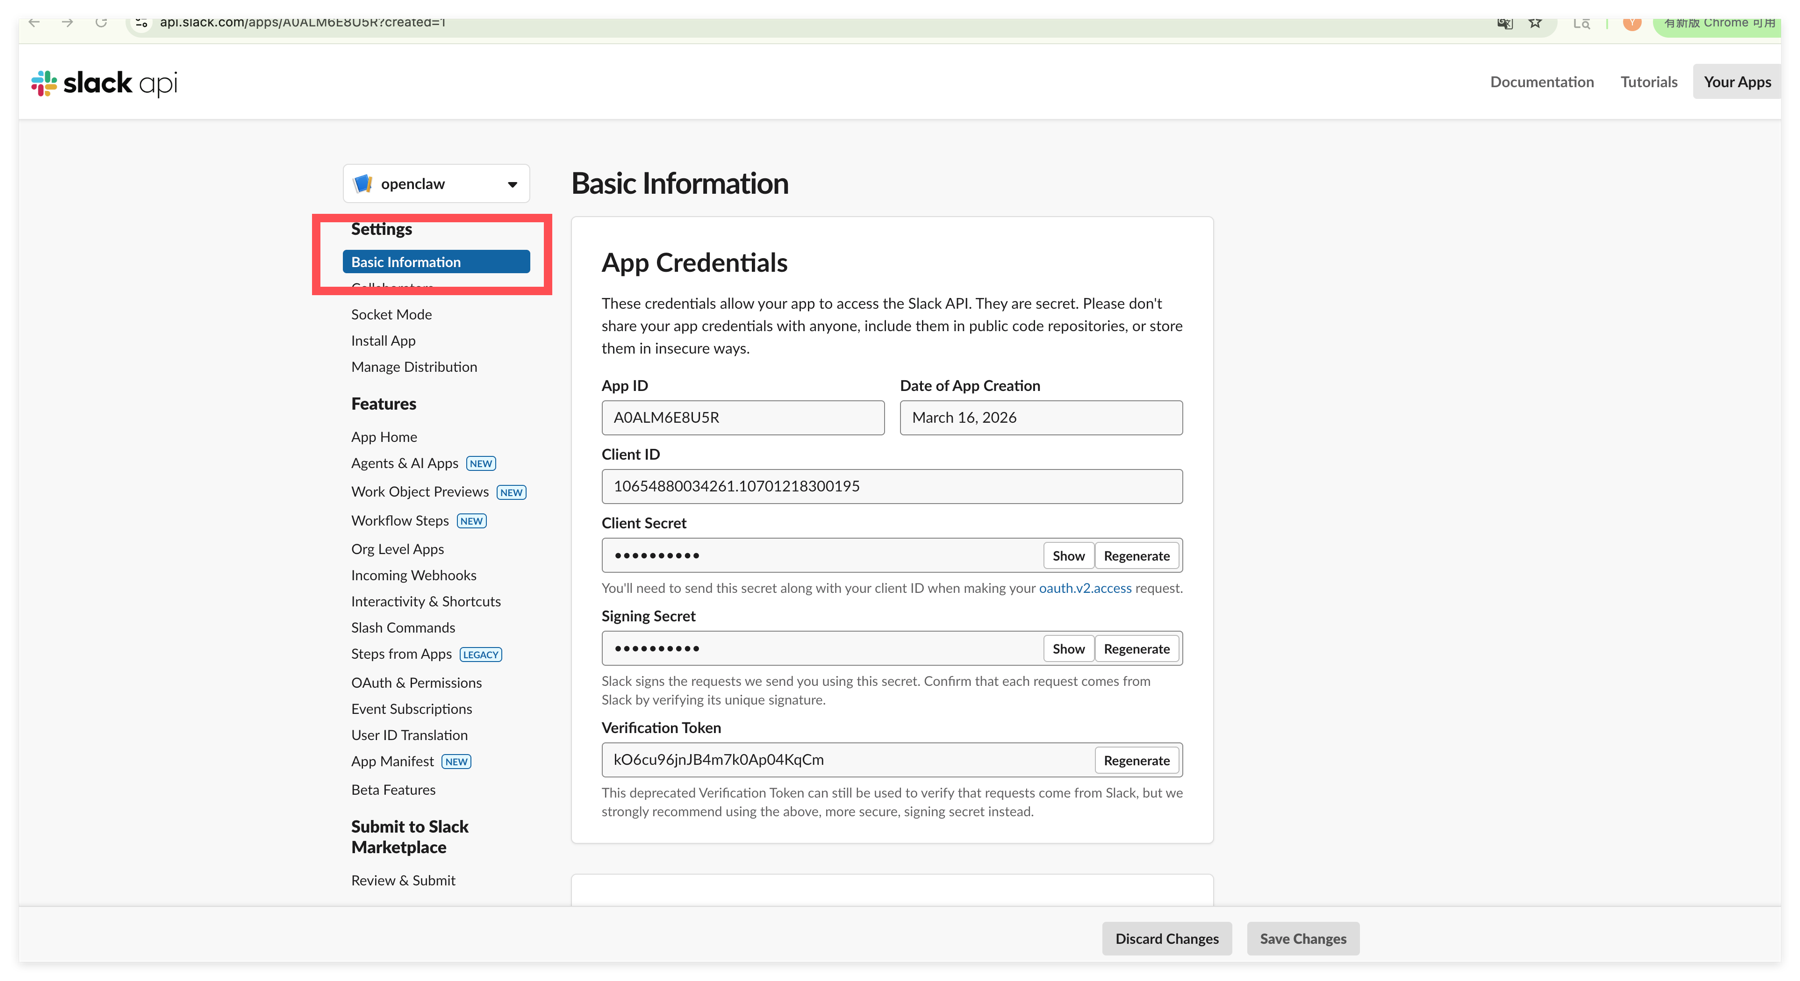 api.slack.com/apps/A0ALM6E8U5R?created=1
有新版 Chrome 可用
slack api
Documentation
Tutorials
Your Apps
openclaw
Settings
Basic Information
Collaborators
Socket Mode
Install App
Manage Distribution
Features
App Home
Agents & AI Apps NEW
Work Object Previews NEW
Workflow Steps NEW
Org Level Apps
Incoming Webhooks
Interactivity & Shortcuts
Slash Commands
Steps from Apps LEGACY
OAuth & Permissions
Event Subscriptions
User ID Translation
App Manifest NEW
Beta Features
Submit to Slack
Marketplace
Review & Submit
Basic Information
App Credentials
These credentials allow your app to access the Slack API. They are secret. Please don't
share your app credentials with anyone, include them in public code repositories, or store
them in insecure ways.
App ID
A0ALM6E8U5R
Date of App Creation
March 16, 2026
Client ID
10654880034261.10701218300195
Client Secret
••••••••••
Show
Regenerate
You'll need to send this secret along with your client ID when making your oauth.v2.access request.
Signing Secret
••••••••••
Show
Regenerate
Slack signs the requests we send you using this secret. Confirm that each request comes from
Slack by verifying its unique signature.
Verification Token
kO6cu96jnJB4m7k0Ap04KqCm
Regenerate
This deprecated Verification Token can still be used to verify that requests come from Slack, but we
strongly recommend using the above, more secure, signing secret instead.
Discard Changes
Save Changes